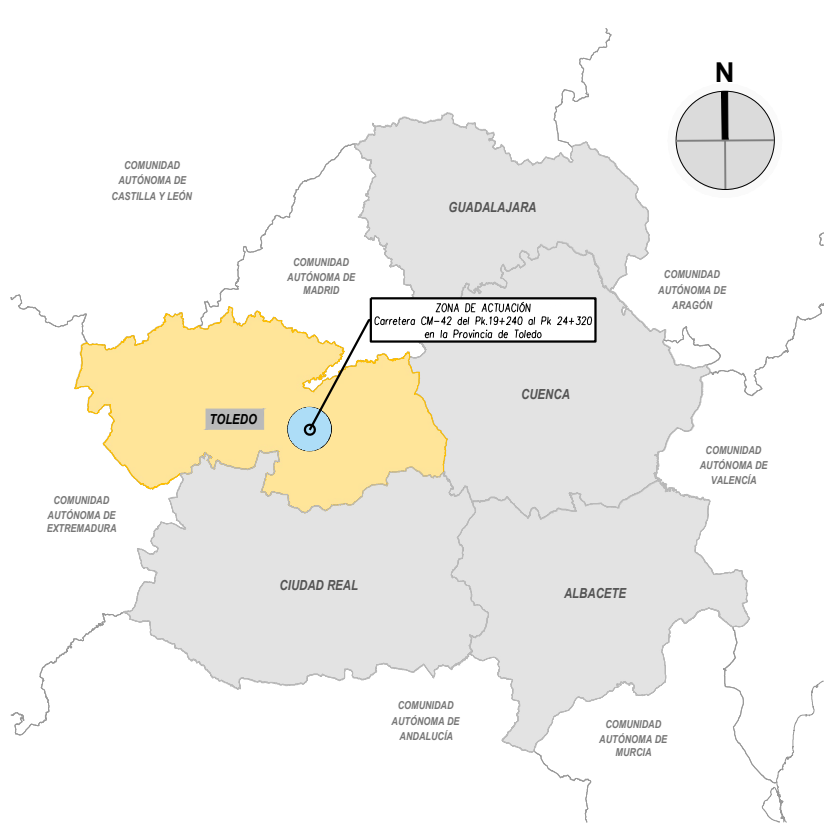 N
COMUNIDAD
AUTÓNOMA DE
CASTILLA Y LEÓN
GUADALAJARA
COMUNIDAD
AUTÓNOMA DE
MADRID
COMUNIDAD
AUTÓNOMA DE
ARAGÓN
ZONA DE ACTUACIÓN
Carretera CM-42 del Pk.19+240 al Pk 24+320
en la Provincia de Toledo
CUENCA
TOLEDO
COMUNIDAD
AUTÓNOMA DE
VALENCÍA
COMUNIDAD
AUTÓNOMA DE
EXTREMADURA
CIUDAD REAL
ALBACETE
COMUNIDAD
AUTÓNOMA DE
ANDALUCÍA
COMUNIDAD
AUTÓNOMA DE
MURCIA